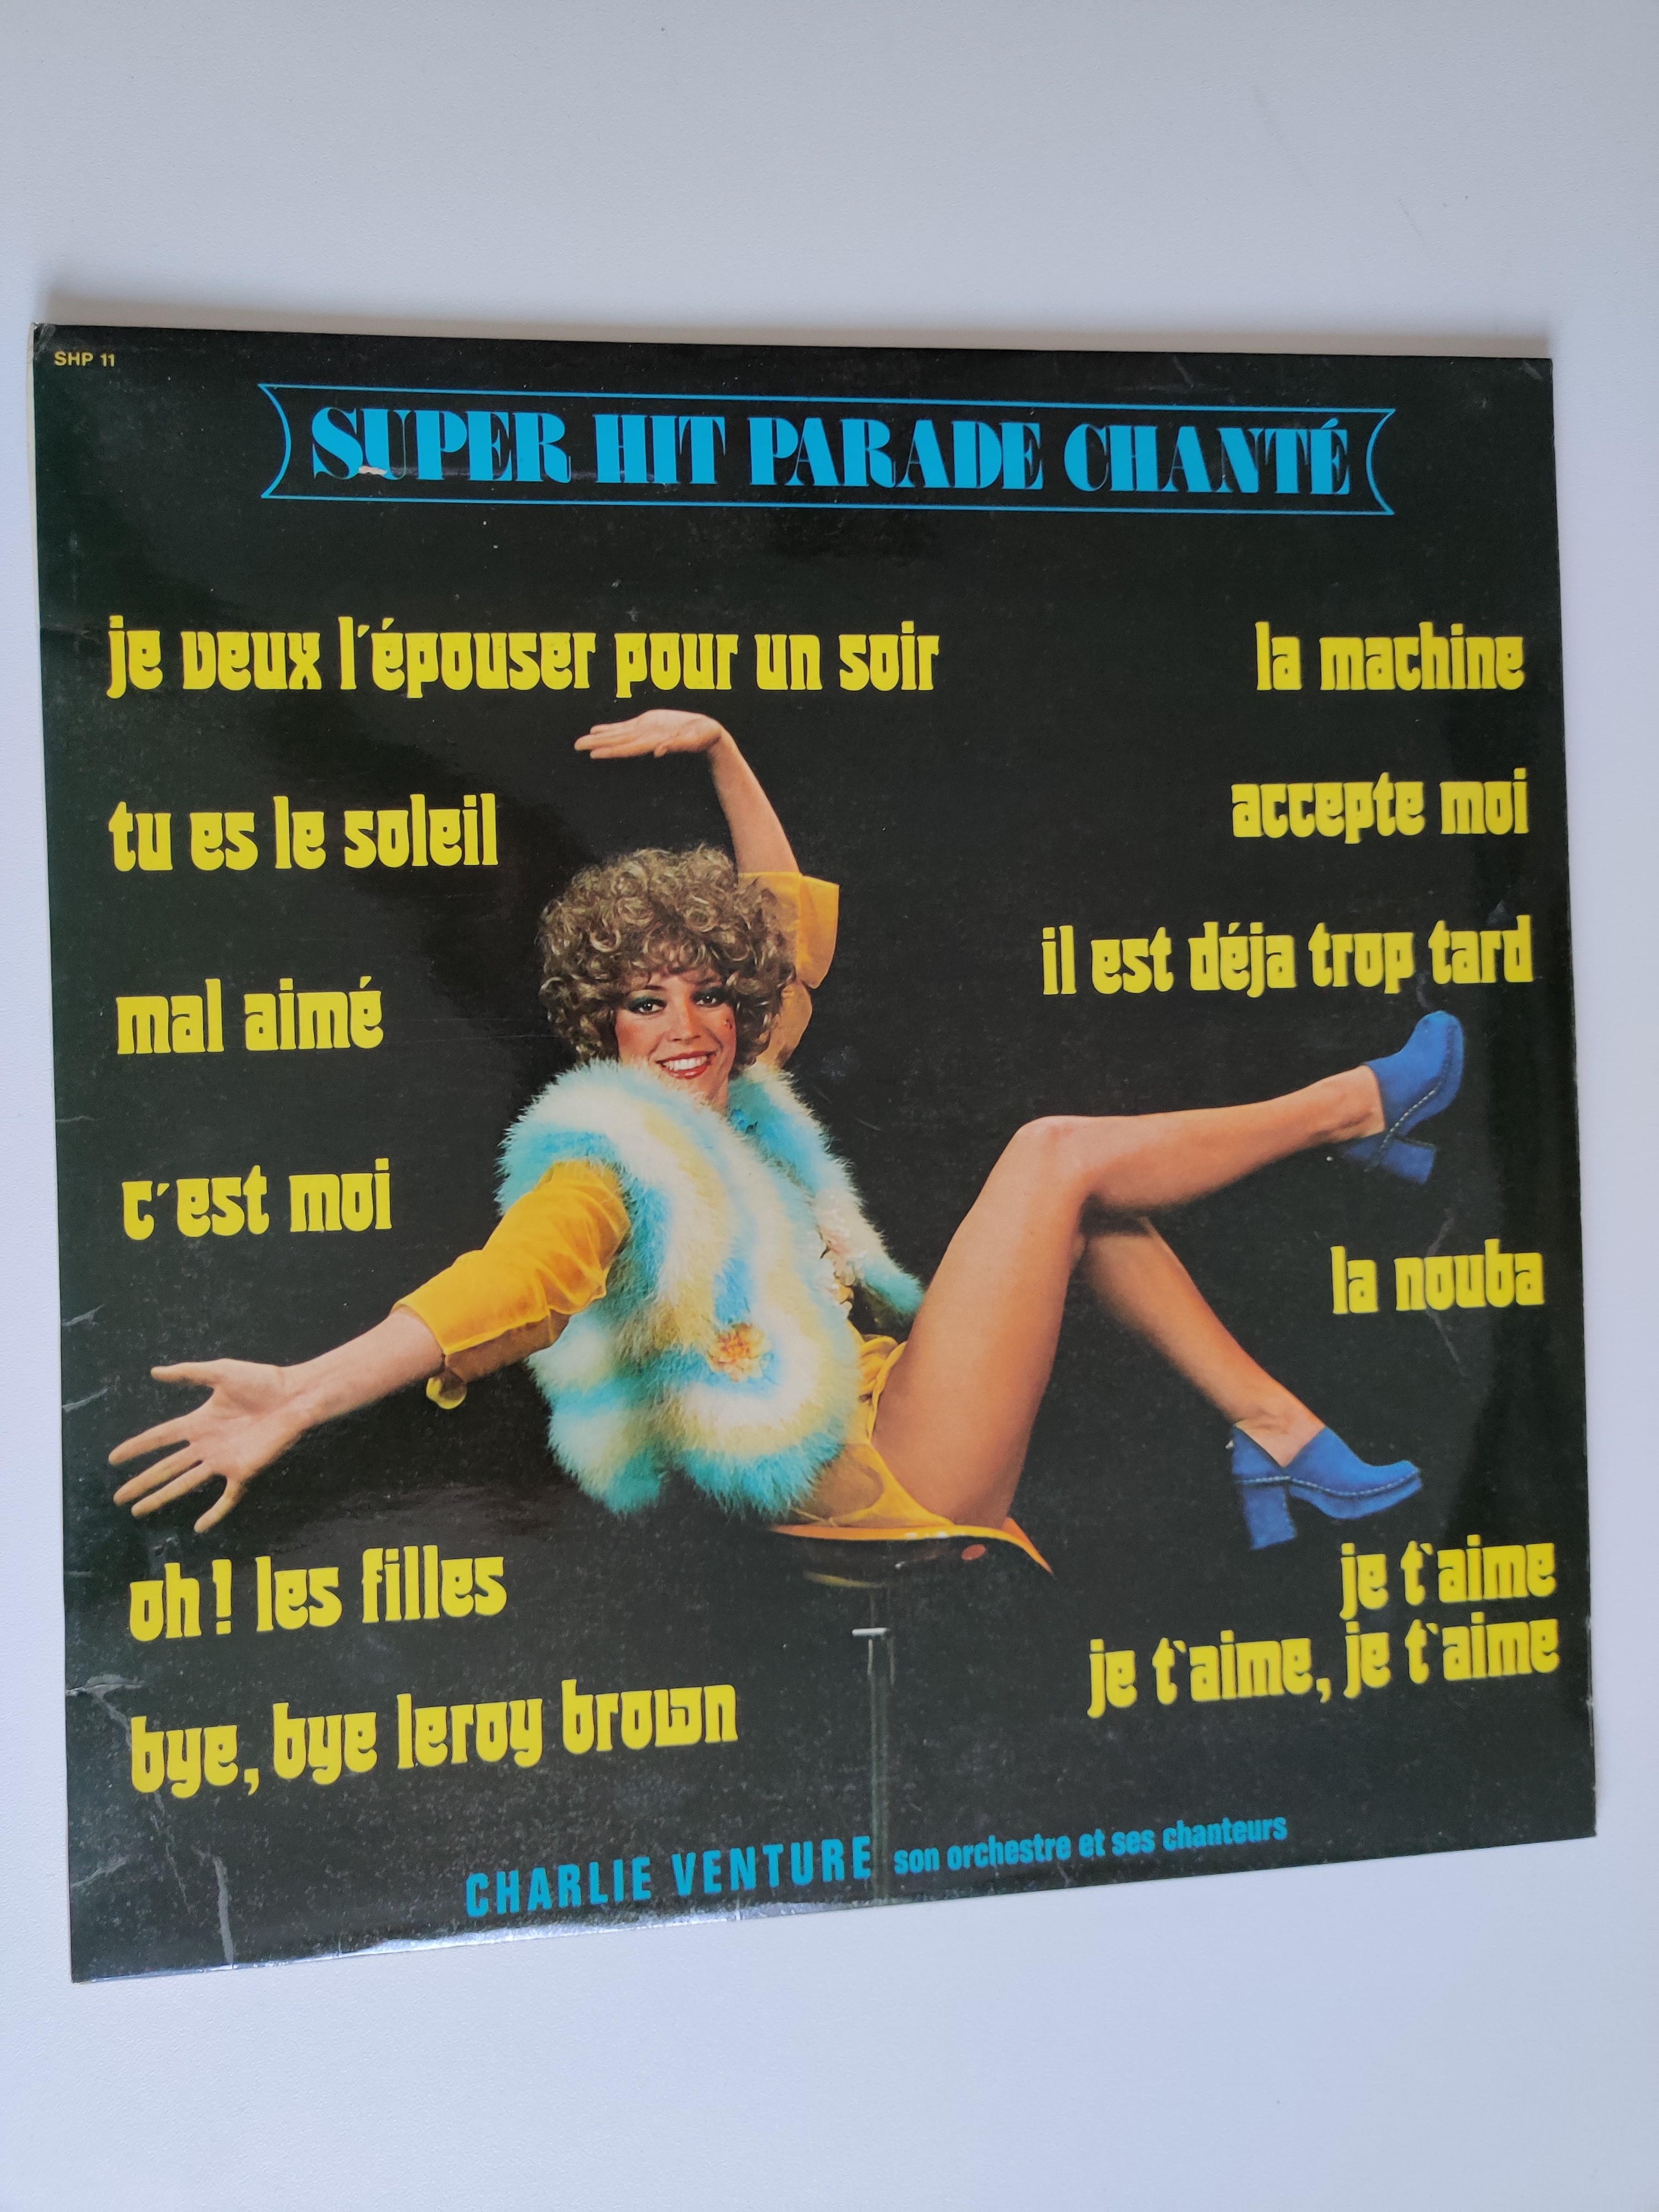 SHP 11
SUPER HIT PARADE CHANTÉ
je veux l'épouser pour un soir
tu es le soleil
mal aimé
c'est moi
oh! les filles
bye, bye leroy brown
la machine
accepte moi
il est déja trop tard
la nouba
je t'aime
je t'aime, je t'aime
CHARLIE VENTURE son orchestre et ses chanteurs